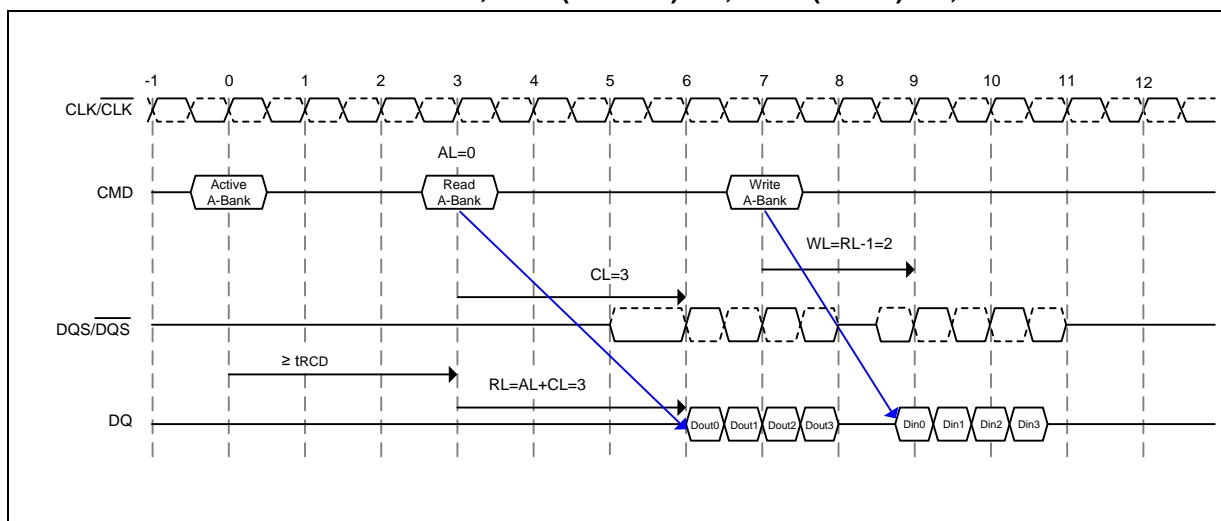 -1 0 1 2 3 4 5 6 7 8 9 10 11 12
CLK/CLK
AL=0
CMD
Active
A-Bank
Read
A-Bank
Write
A-Bank
WL=RL-1=2
CL=3
DQS/DQS
≥ tRCD
RL=AL+CL=3
DQ
Dout0 Dout1 Dout2 Dout3 Din0 Din1 Din2 Din3